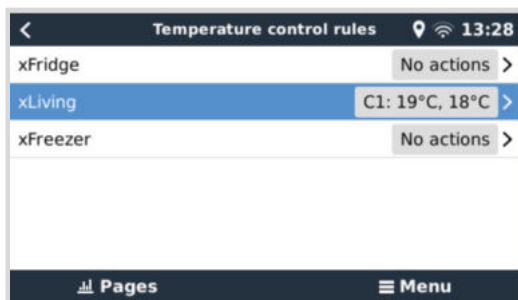 Temperature control rules 13:28
xFridge No actions
xLiving C1: 19°C, 18°C
xFreezer No actions
Pages Menu